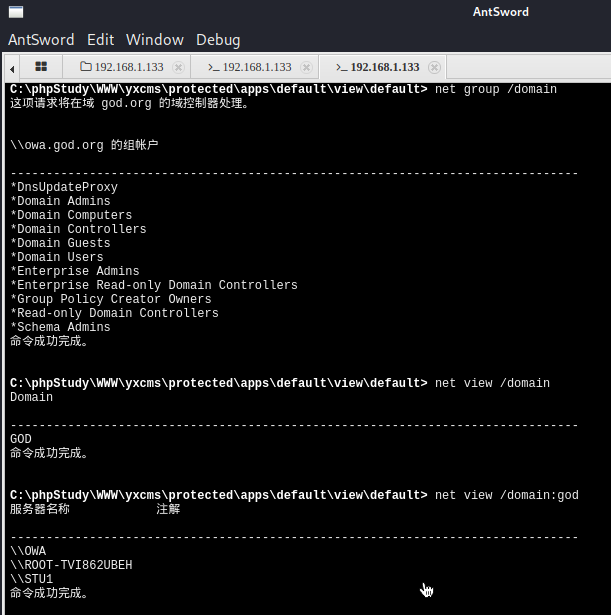 AntSword
AntSword Edit Window Debug
192.168.1.133 >_ 192.168.1.133 >_ 192.168.1.133
C:\phpStudy\WWW\yxcms\protected\apps\default\view\default> net group /domain
这项请求将在域 god.org 的域控制器处理。
\\owa.god.org 的组帐户
-------------------------------------------------------------------------------
*DnsUpdateProxy
*Domain Admins
*Domain Computers
*Domain Controllers
*Domain Guests
*Domain Users
*Enterprise Admins
*Enterprise Read-only Domain Controllers
*Group Policy Creator Owners
*Read-only Domain Controllers
*Schema Admins
命令成功完成。
C:\phpStudy\WWW\yxcms\protected\apps\default\view\default> net view /domain
Domain
-------------------------------------------------------------------------------
GOD
命令成功完成。
C:\phpStudy\WWW\yxcms\protected\apps\default\view\default> net view /domain:god
服务器名称 注解
-------------------------------------------------------------------------------
\\OWA
\\ROOT-TVI862UBEH
\\STU1
命令成功完成。